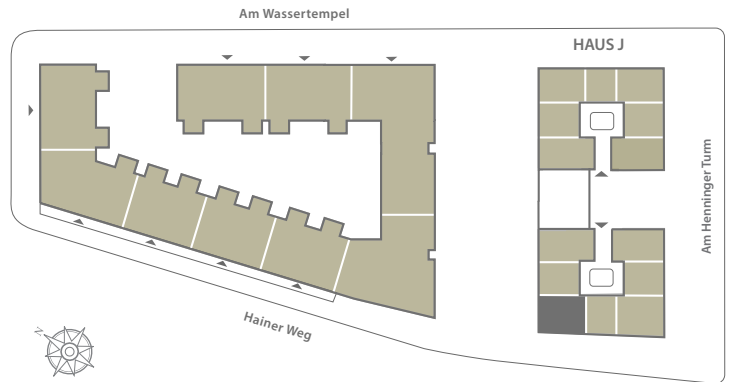 Am Wassertempel
HAUS J
Am Henninger Turm
Hainer Weg
N